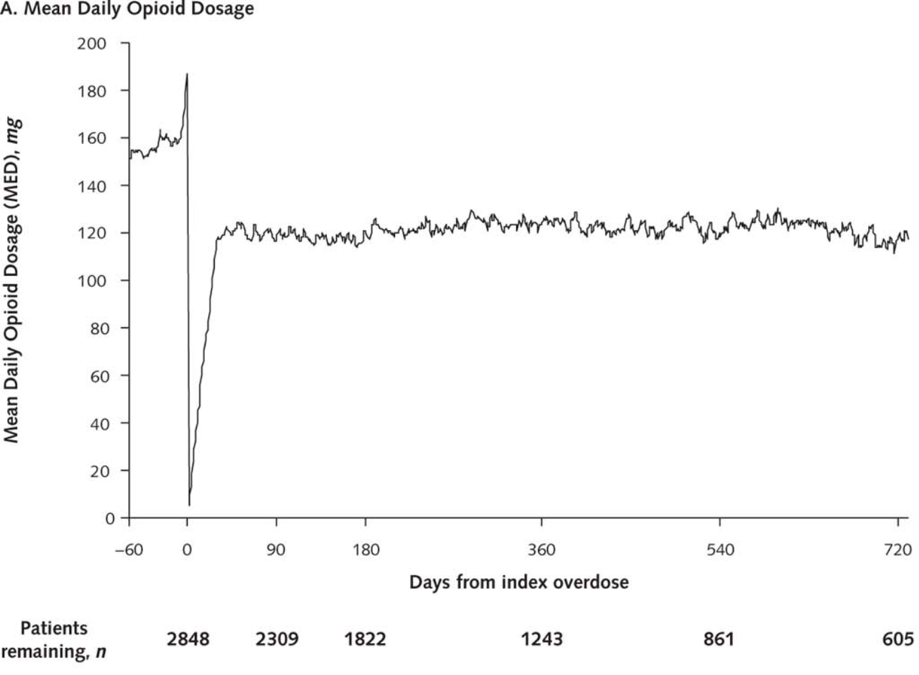 A. Mean Daily Opioid Dosage
Mean Daily Opioid Dosage (MED), mg
200
180
160
140
120
100
80
60
40
20
0
–60 0 90 180 360 540 720
Days from index overdose
Patients
remaining, n
2848 2309 1822 1243 861 605